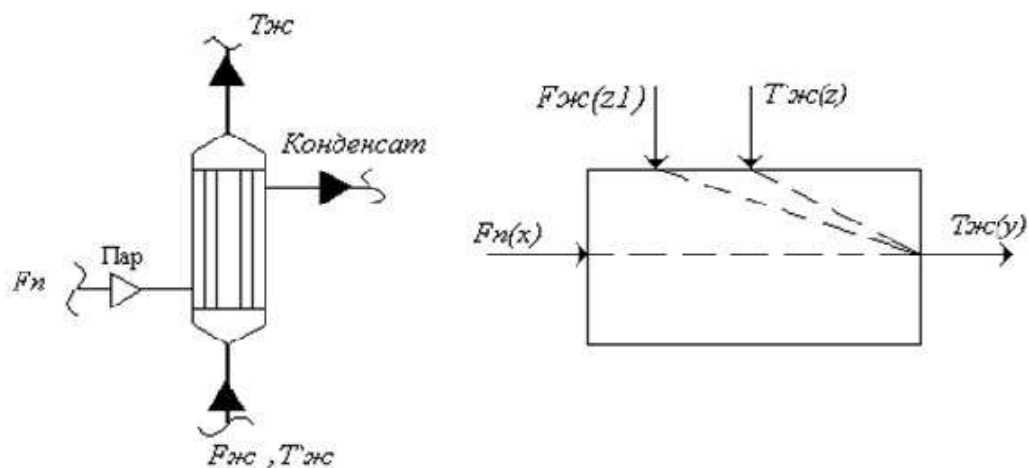 Тж
Конденсат
Пар
Fп
Fж ,T`ж
Fж(z1)
T`ж(z)
Fп(x)
Тж(y)